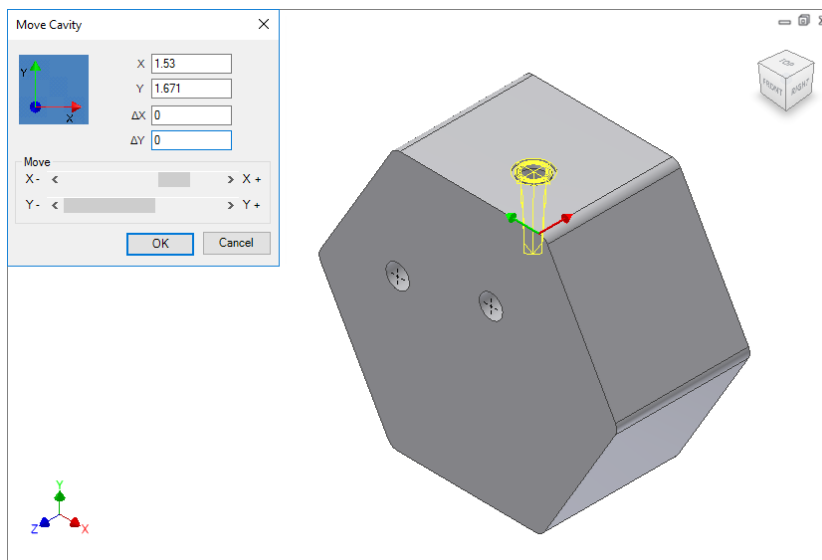 Move Cavity
Y
X
X 1.53
Y 1.671
ΔX 0
ΔY 0
Move
X - < > X +
Y - < > Y +
OK Cancel
TOP
FRONT RIGHT
Y
Z X